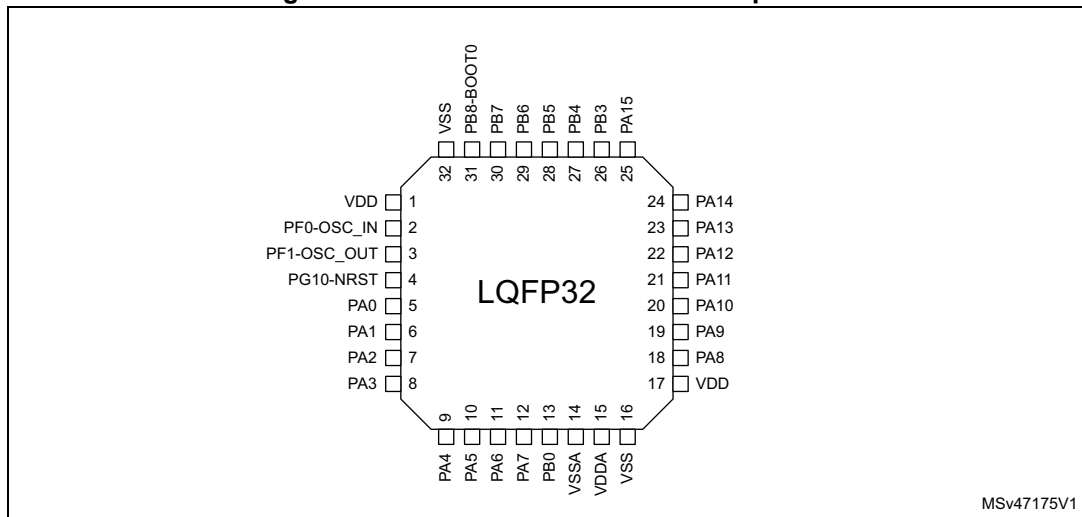 VSS
PB8-BOOT0
PB7
PB6
PB5
PB4
PB3
PA15
32
31
30
29
28
27
26
25
VDD 1
PF0-OSC_IN 2
PF1-OSC_OUT 3
PG10-NRST 4
PA0 5
PA1 6
PA2 7
PA3 8
LQFP32
24 PA14
23 PA13
22 PA12
21 PA11
20 PA10
19 PA9
18 PA8
17 VDD
9
10
11
12
13
14
15
16
PA4
PA5
PA6
PA7
PB0
VSSA
VDDA
VSS
MSv47175V1